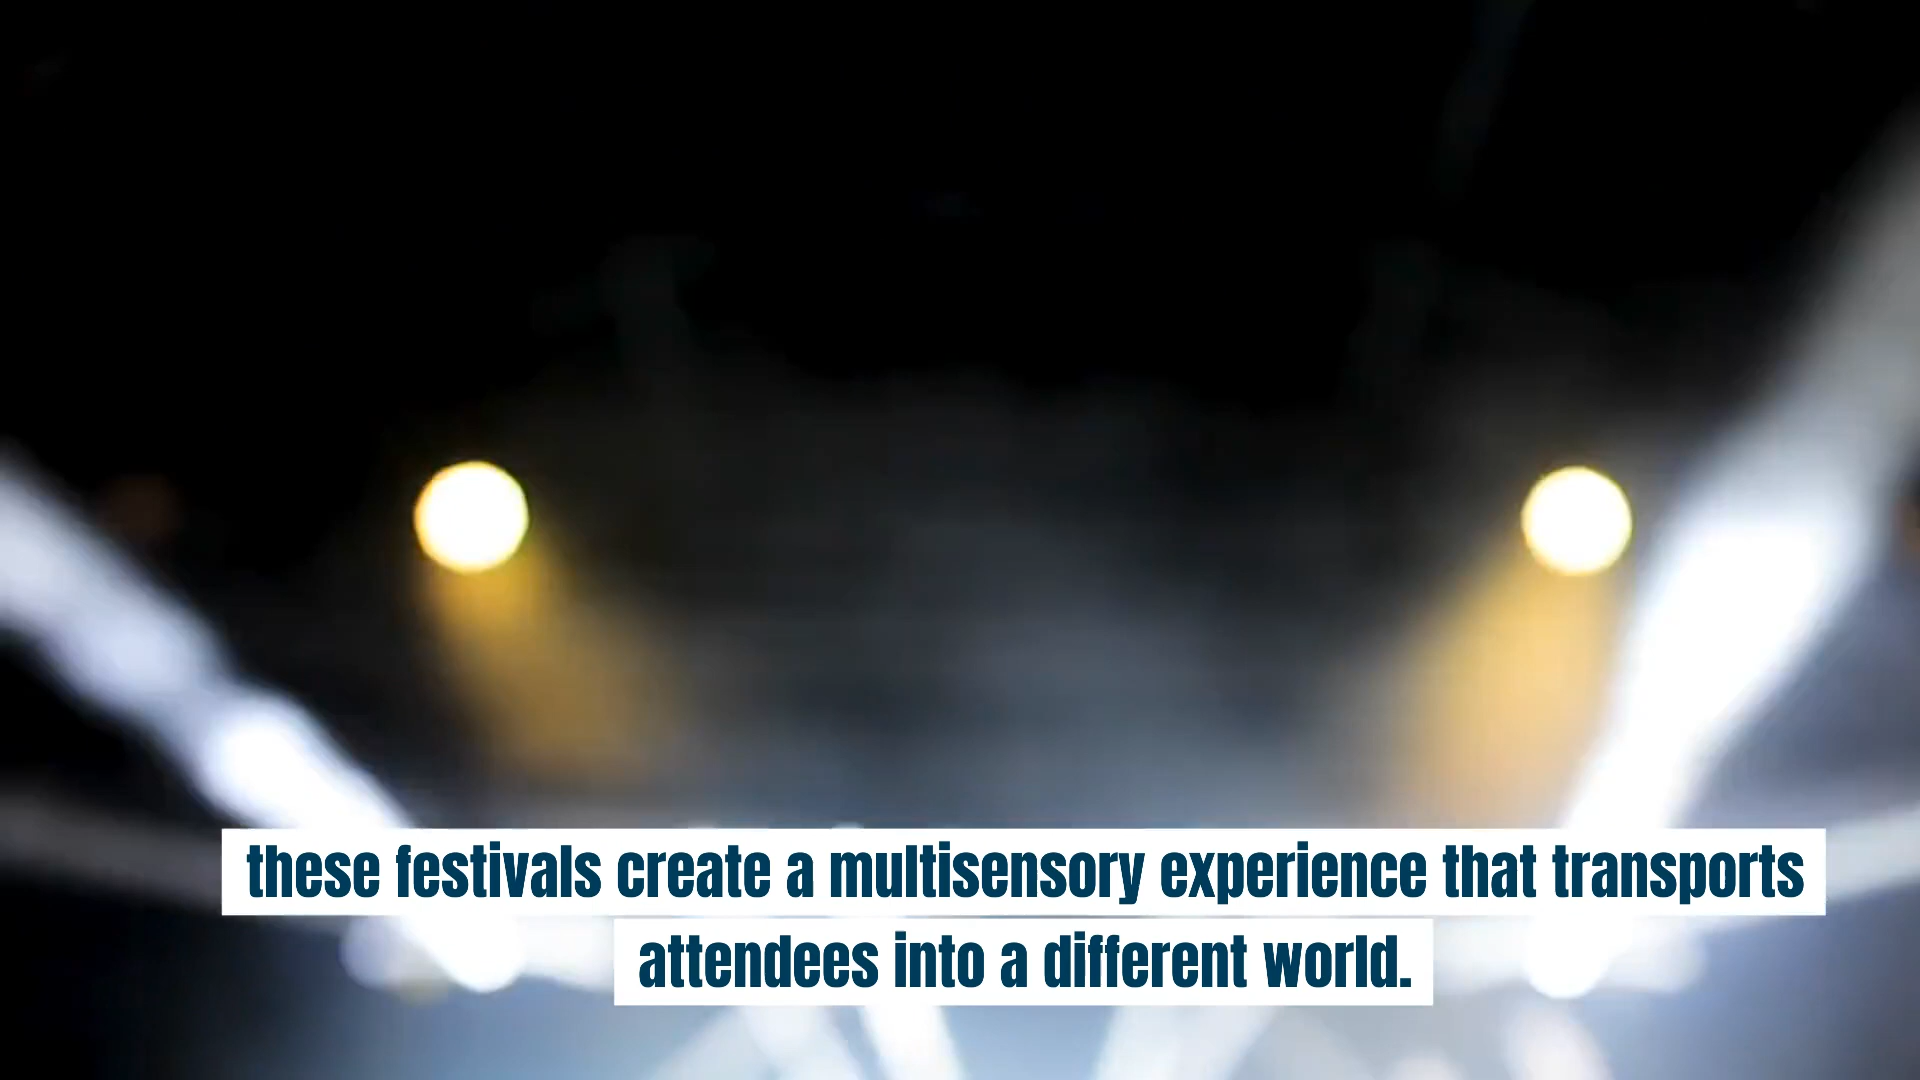 these festivals create a multisensory experience that transports
attendees into a different world.